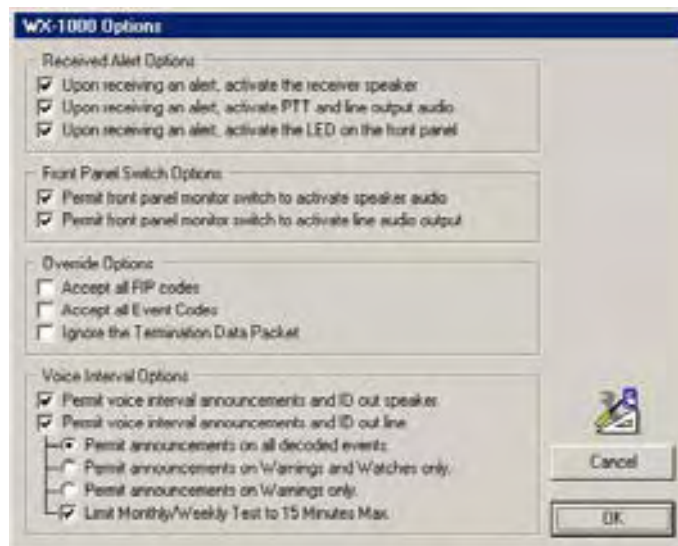 WX-1000 Options
Received Alert Options
Upon receiving an alert, activate the receiver speaker
Upon receiving an alert, activate PTT and line output audio
Upon receiving an alert, activate the LED on the front panel
Front Panel Switch Options
Permit front panel monitor switch to activate speaker audio
Permit front panel monitor switch to activate line audio output
Override Options
Accept all FIP codes
Accept all Event Codes
Ignore the Termination Data Packet
Voice Interval Options
Permit voice interval announcements and ID out speaker
Permit voice interval announcements and ID out line
Permit announcements on all decoded events
Permit announcements on Warnings and Watches only.
Permit announcements on Warnings only.
Limit Monthly/Weekly Test to 15 Minutes Max.
Cancel
OK